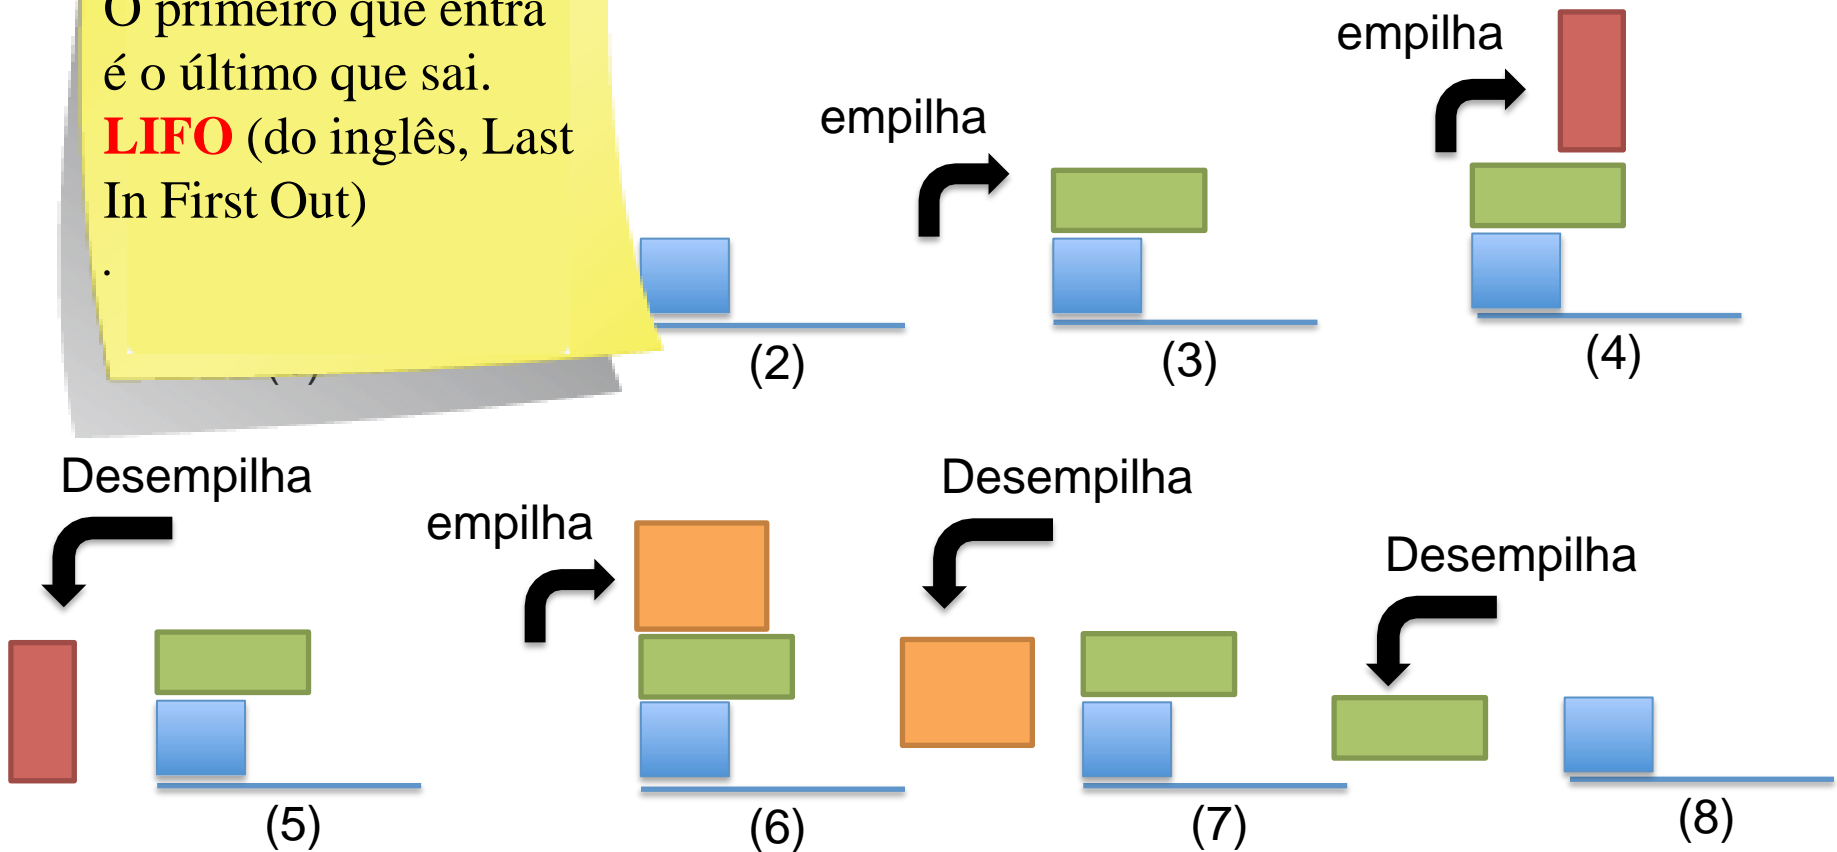 O primeiro que entra
é o último que sai.
LIFO (do inglês, Last
In First Out)
.
empilha
empilha
(2)
(3)
(4)
Desempilha
empilha
Desempilha
Desempilha
(5)
(6)
(7)
(8)